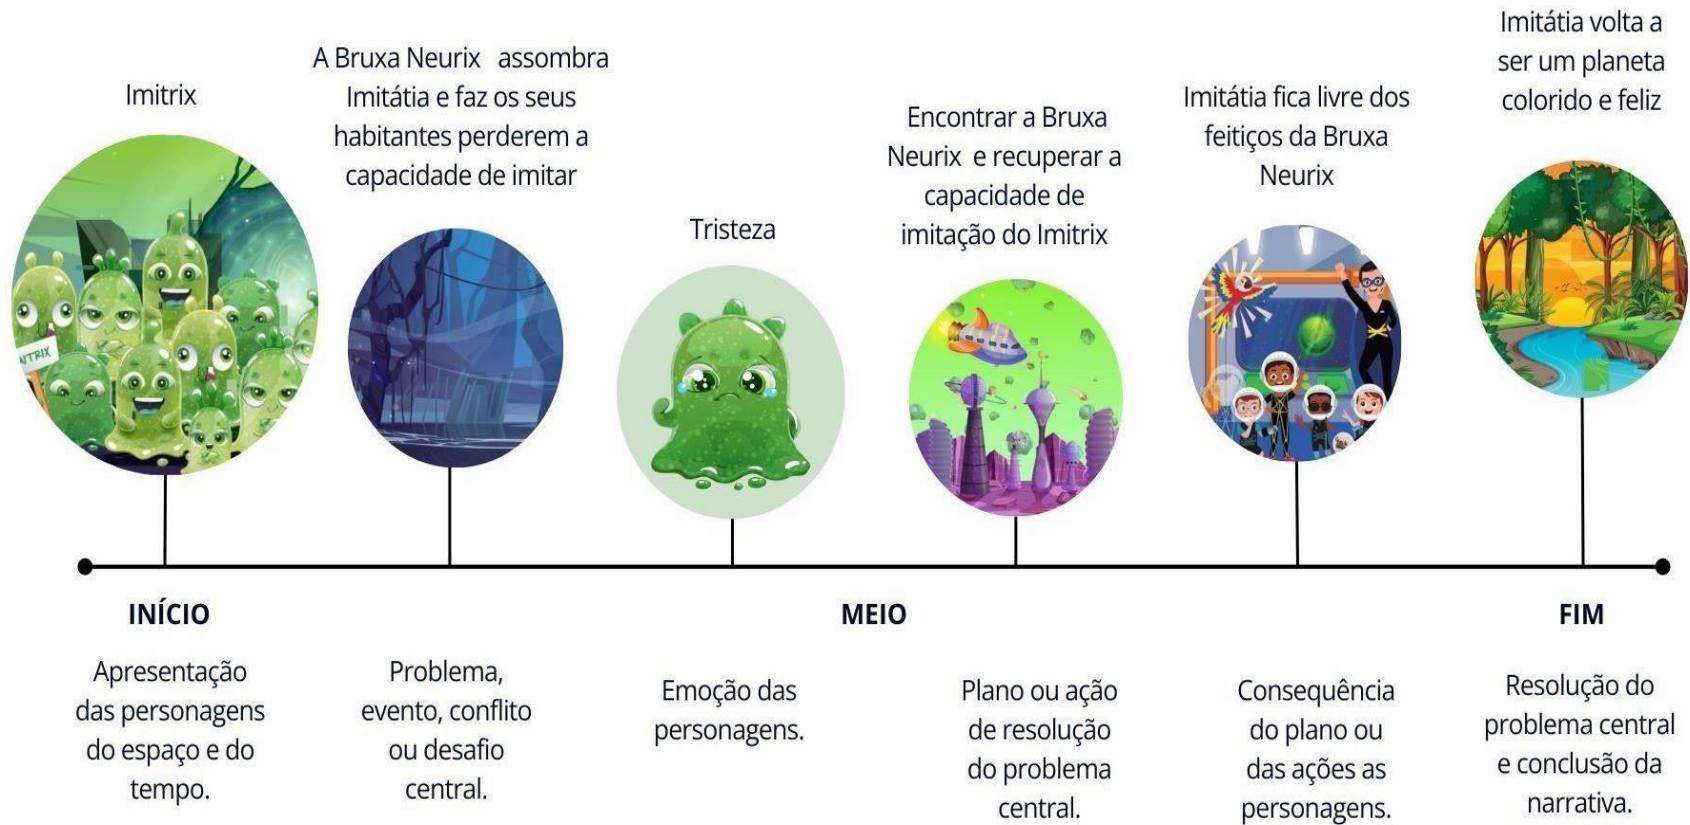 Imitrix
A Bruxa Neurix assombra
Imitátia e faz os seus
habitantes perderem a
capacidade de imitar
Tristeza
Encontrar a Bruxa
Neurix e recuperar a
capacidade de
imitação do Imitrix
Imitátia fica livre dos
feitiços da Bruxa
Neurix
Imitátia volta a
ser um planeta
colorido e feliz
NTRIX
INÍCIO
MEIO
FIM
Apresentação
das personagens
do espaço e do
tempo.
Problema,
evento, conflito
ou desafio
central.
Emoção das
personagens.
Plano ou ação
de resolução
do problema
central.
Consequência
do plano ou
das ações as
personagens.
Resolução do
problema central
e conclusão da
narrativa.